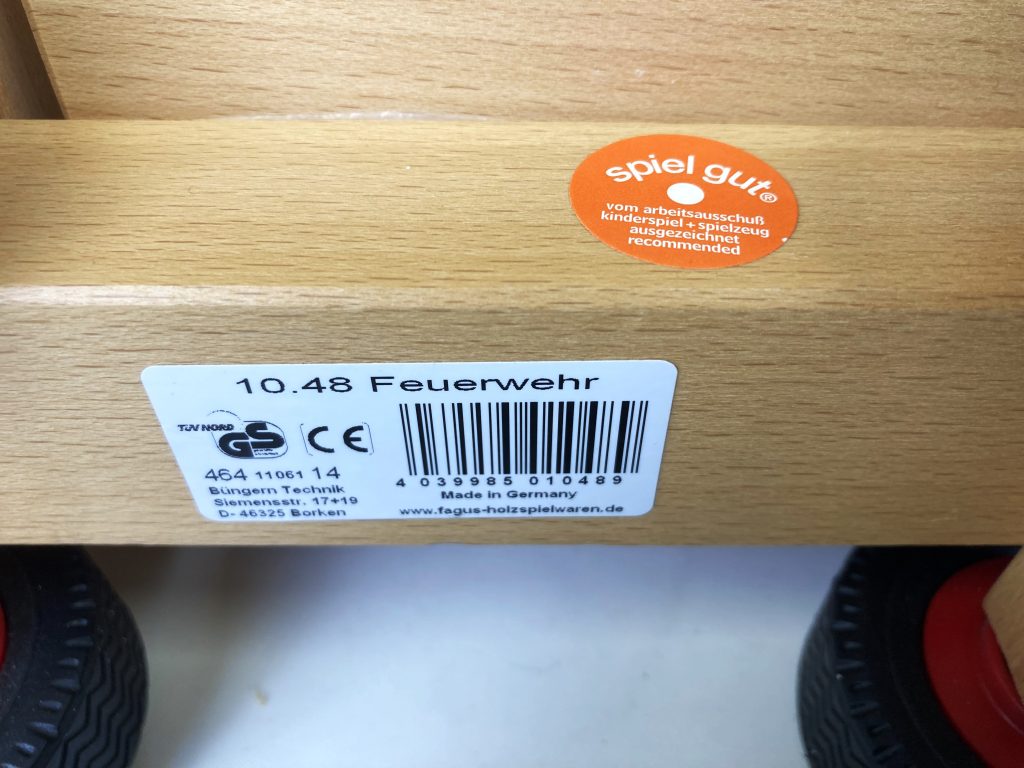 spiel gut®
vom arbeitsausschuß
kinderspiel + spielzeug
ausgezeichnet
recommended
10.48 Feuerwehr
TÜV NORD
GS
CE
464 11061 14
Büngern Technik
Siemensstr. 17+19
D- 46325 Borken
4 039985 010489
Made in Germany
www.fagus-holzspielwaren.de